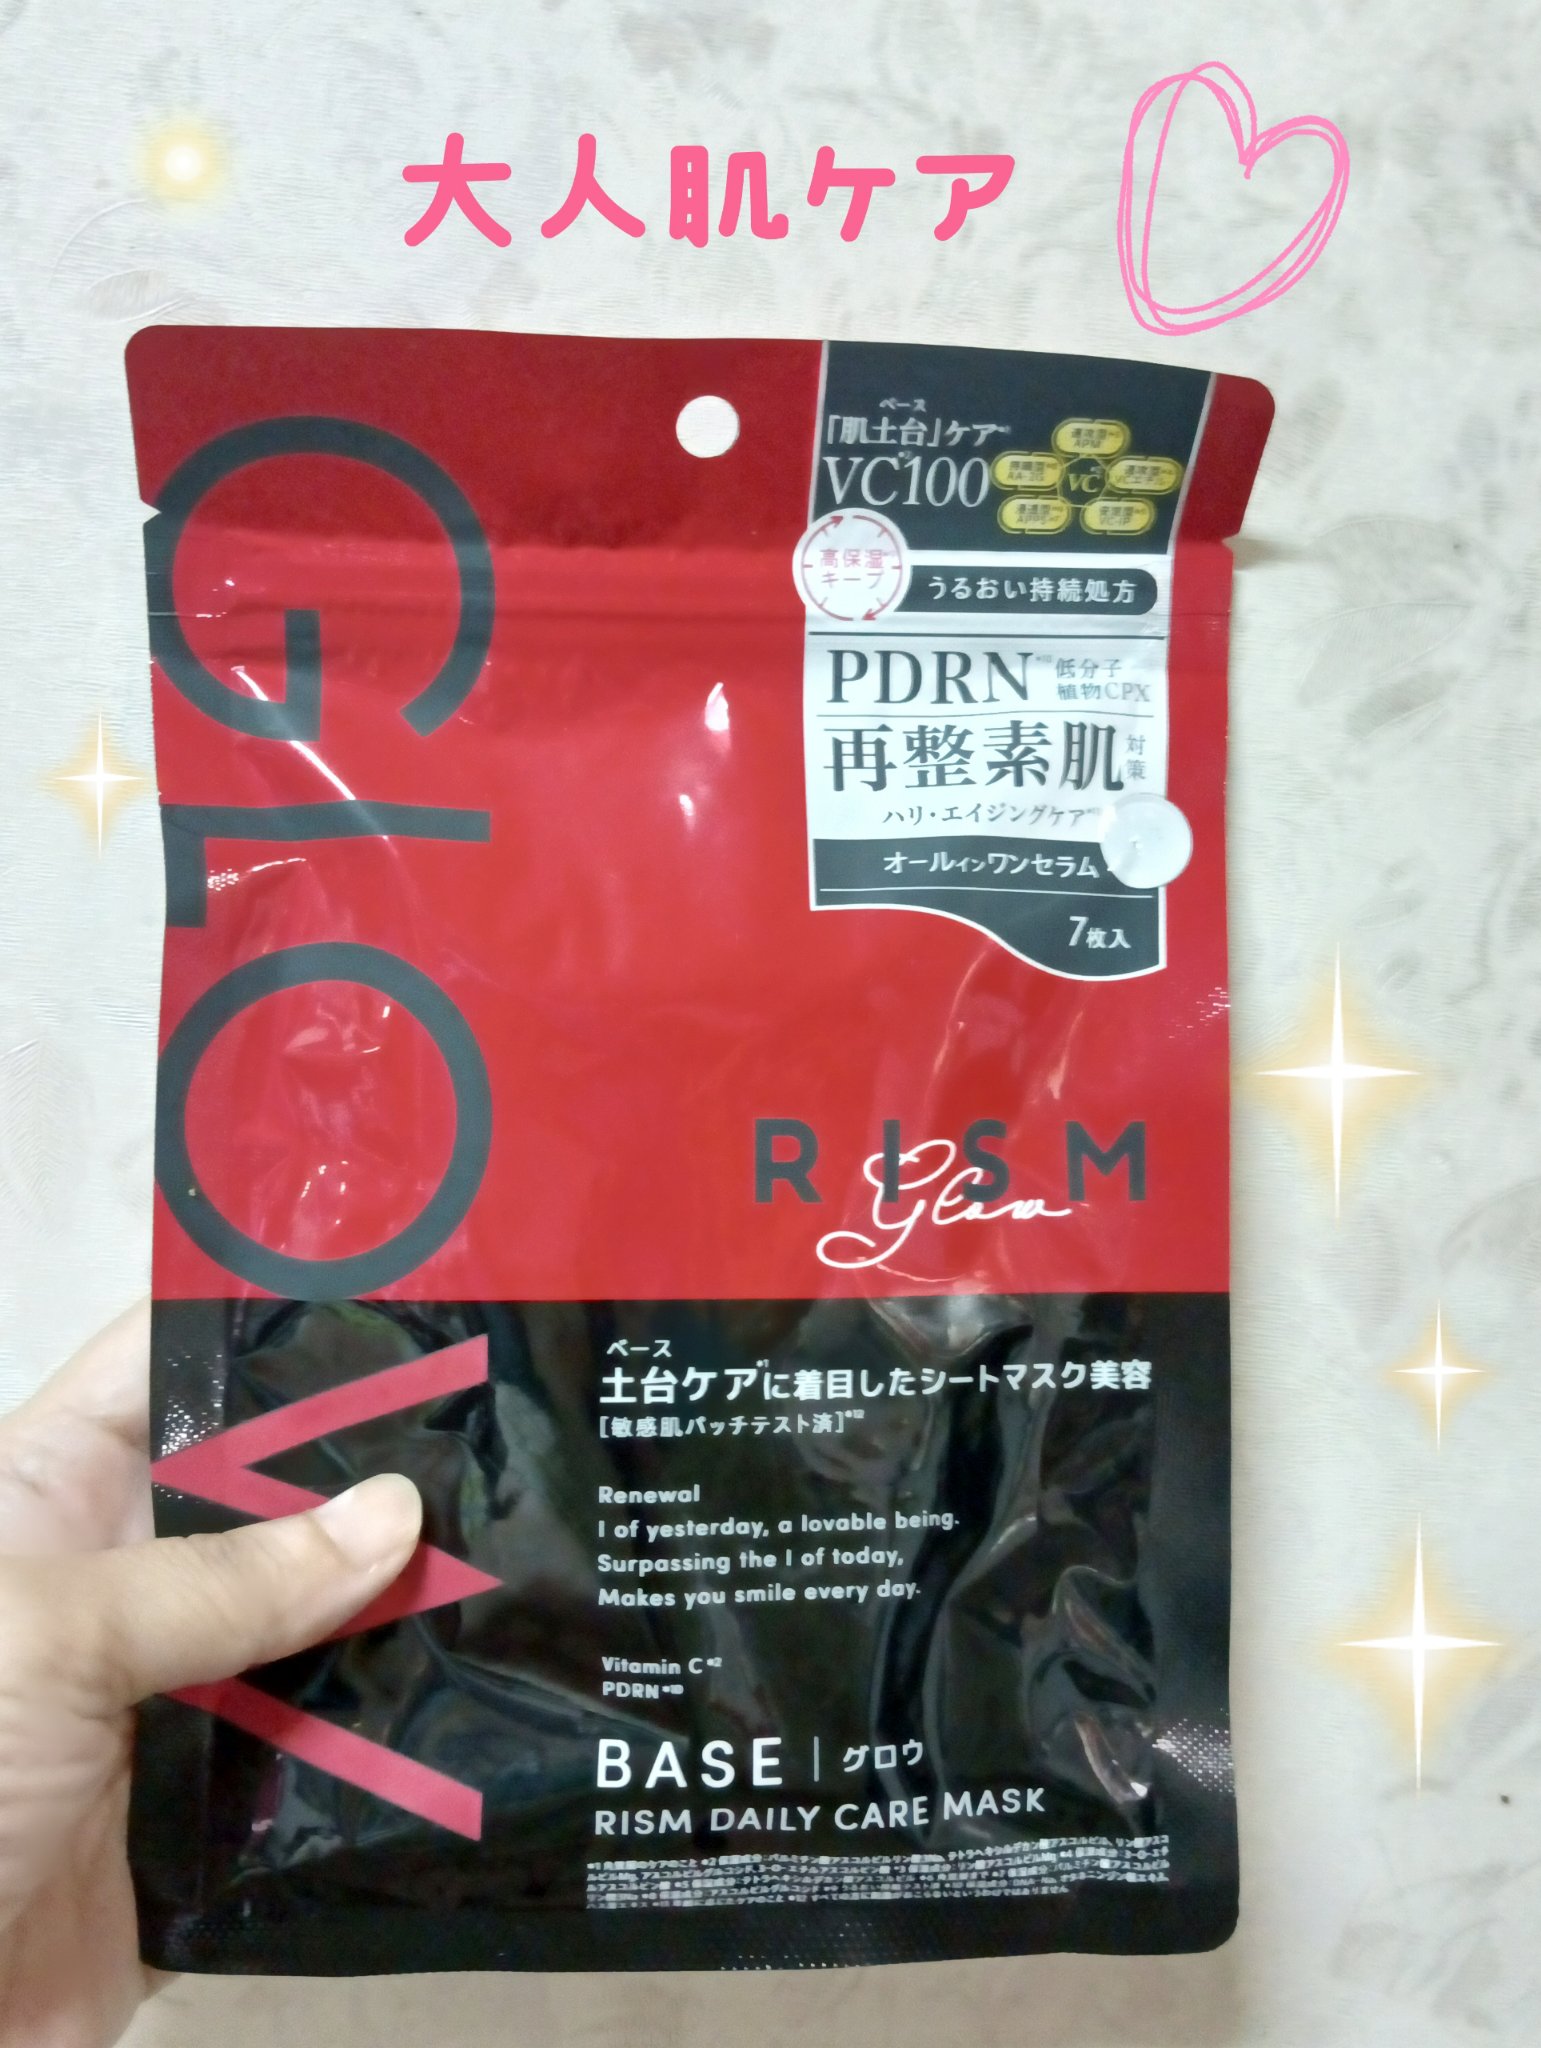 大人肌ケア
ベース
「肌土台」ケア
VC100
VC
高保湿
キープ
うるおい持続処方
PDRN 低分子
植物CPX
再整素肌 対策
ハリ・エイジングケア
オールインワンセラム
7枚入
GLOW
RISM
Glow
ベース
土台ケア*1に着目したシートマスク美容
[敏感肌パッチテスト済]*12
Renewal
I of yesterday, a lovable being.
Surpassing the I of today,
Makes you smile every day.
Vitamin C*2
PDRN*10
BASE | グロウ
RISM DAILY CARE MASK